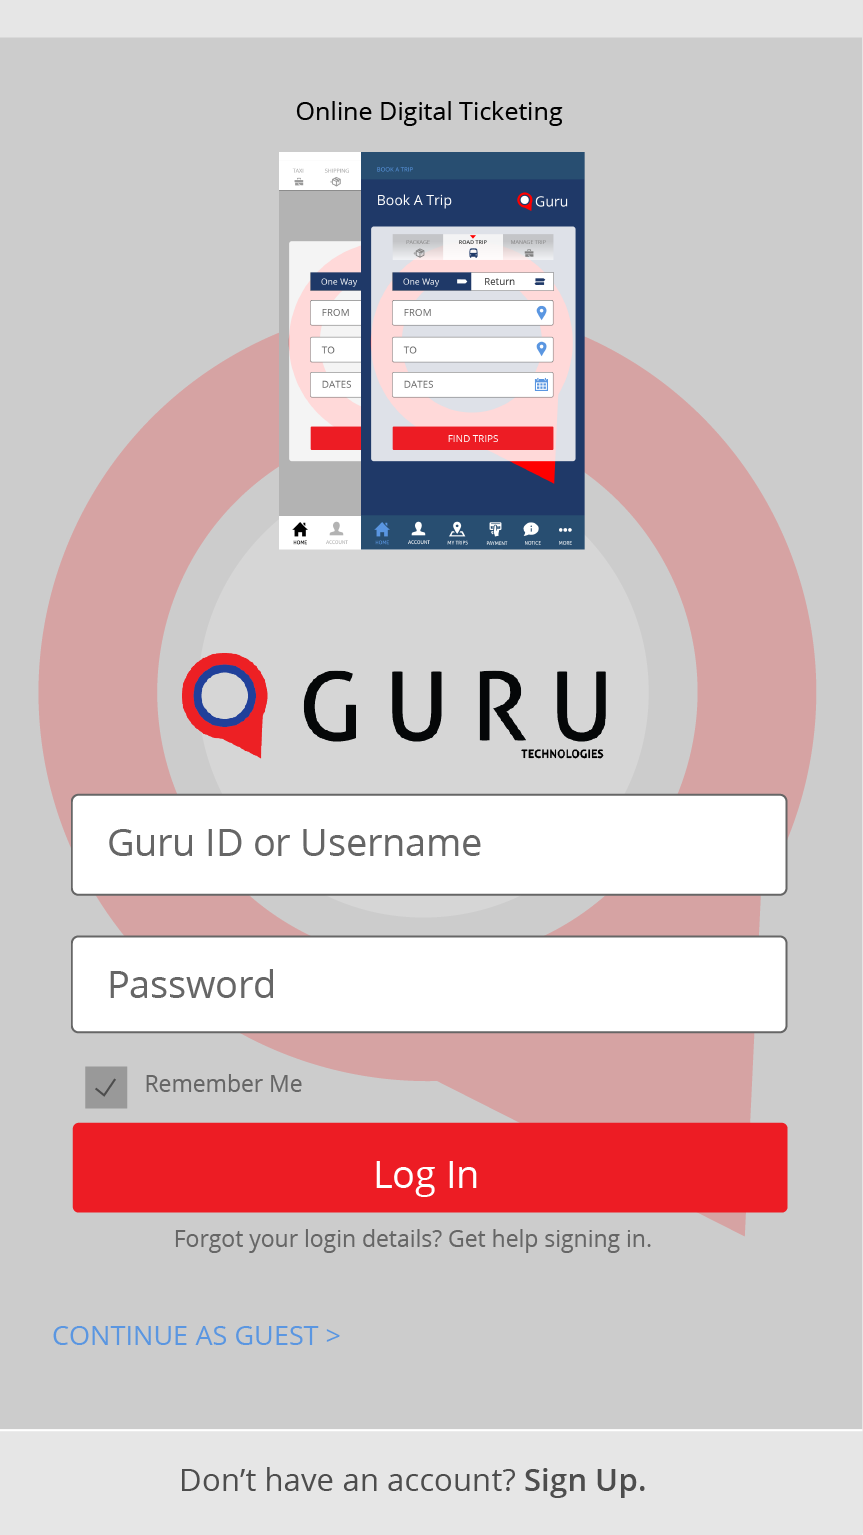 Online Digital Ticketing
TAXI SHIPPING
BOOK A TRIP
Book A Trip
Guru
PACKAGE ROAD TRIP MANAGE TRIP
One Way
One Way Return
FROM
FROM
TO
TO
DATES
DATES
FIND TRIPS
HOME ACCOUNT
HOME ACCOUNT MY TRIPS PAYMENT NOTICE MORE
GURU
TECHNOLOGIES
Guru ID or Username
Password
Remember Me
Log In
Forgot your login details? Get help signing in.
CONTINUE AS GUEST >
Don’t have an account? Sign Up.